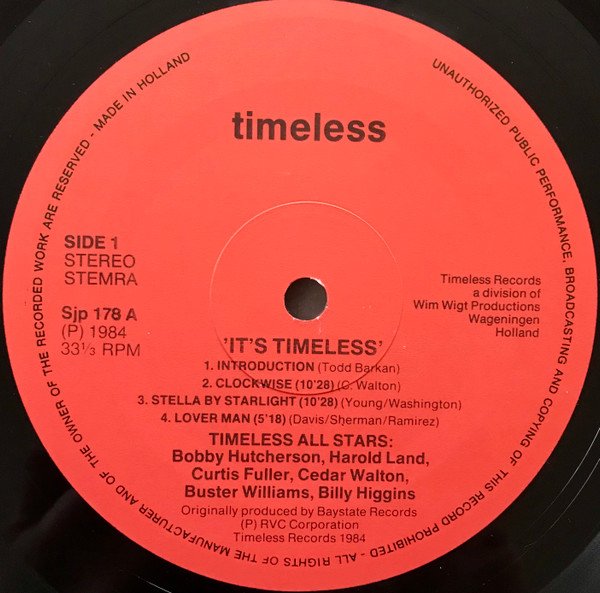 timeless
SIDE 1
STEREO
STEMRA
Sjp 178 A
(P) 1984
33⅓ RPM
Timeless Records
a division of
Wim Wigt Productions
Wageningen
Holland
'IT'S TIMELESS'
1. INTRODUCTION (Todd Barkan)
2. CLOCKWISE (10'28) (C. Walton)
3. STELLA BY STARLIGHT (10'28) (Young/Washington)
4. LOVER MAN (5'18) (Davis/Sherman/Ramirez)
TIMELESS ALL STARS:
Bobby Hutcherson, Harold Land,
Curtis Fuller, Cedar Walton,
Buster Williams, Billy Higgins
Originally produced by Baystate Records
(P) RVC Corporation
Timeless Records 1984
UNAUTHORIZED PUBLIC PERFORMANCE, BROADCASTING AND COPYING OF THIS RECORD PROHIBITED - ALL RIGHTS OF THE MANUFACTURER AND OF THE OWNER OF THE RECORDED WORK ARE RESERVED - MADE IN HOLLAND